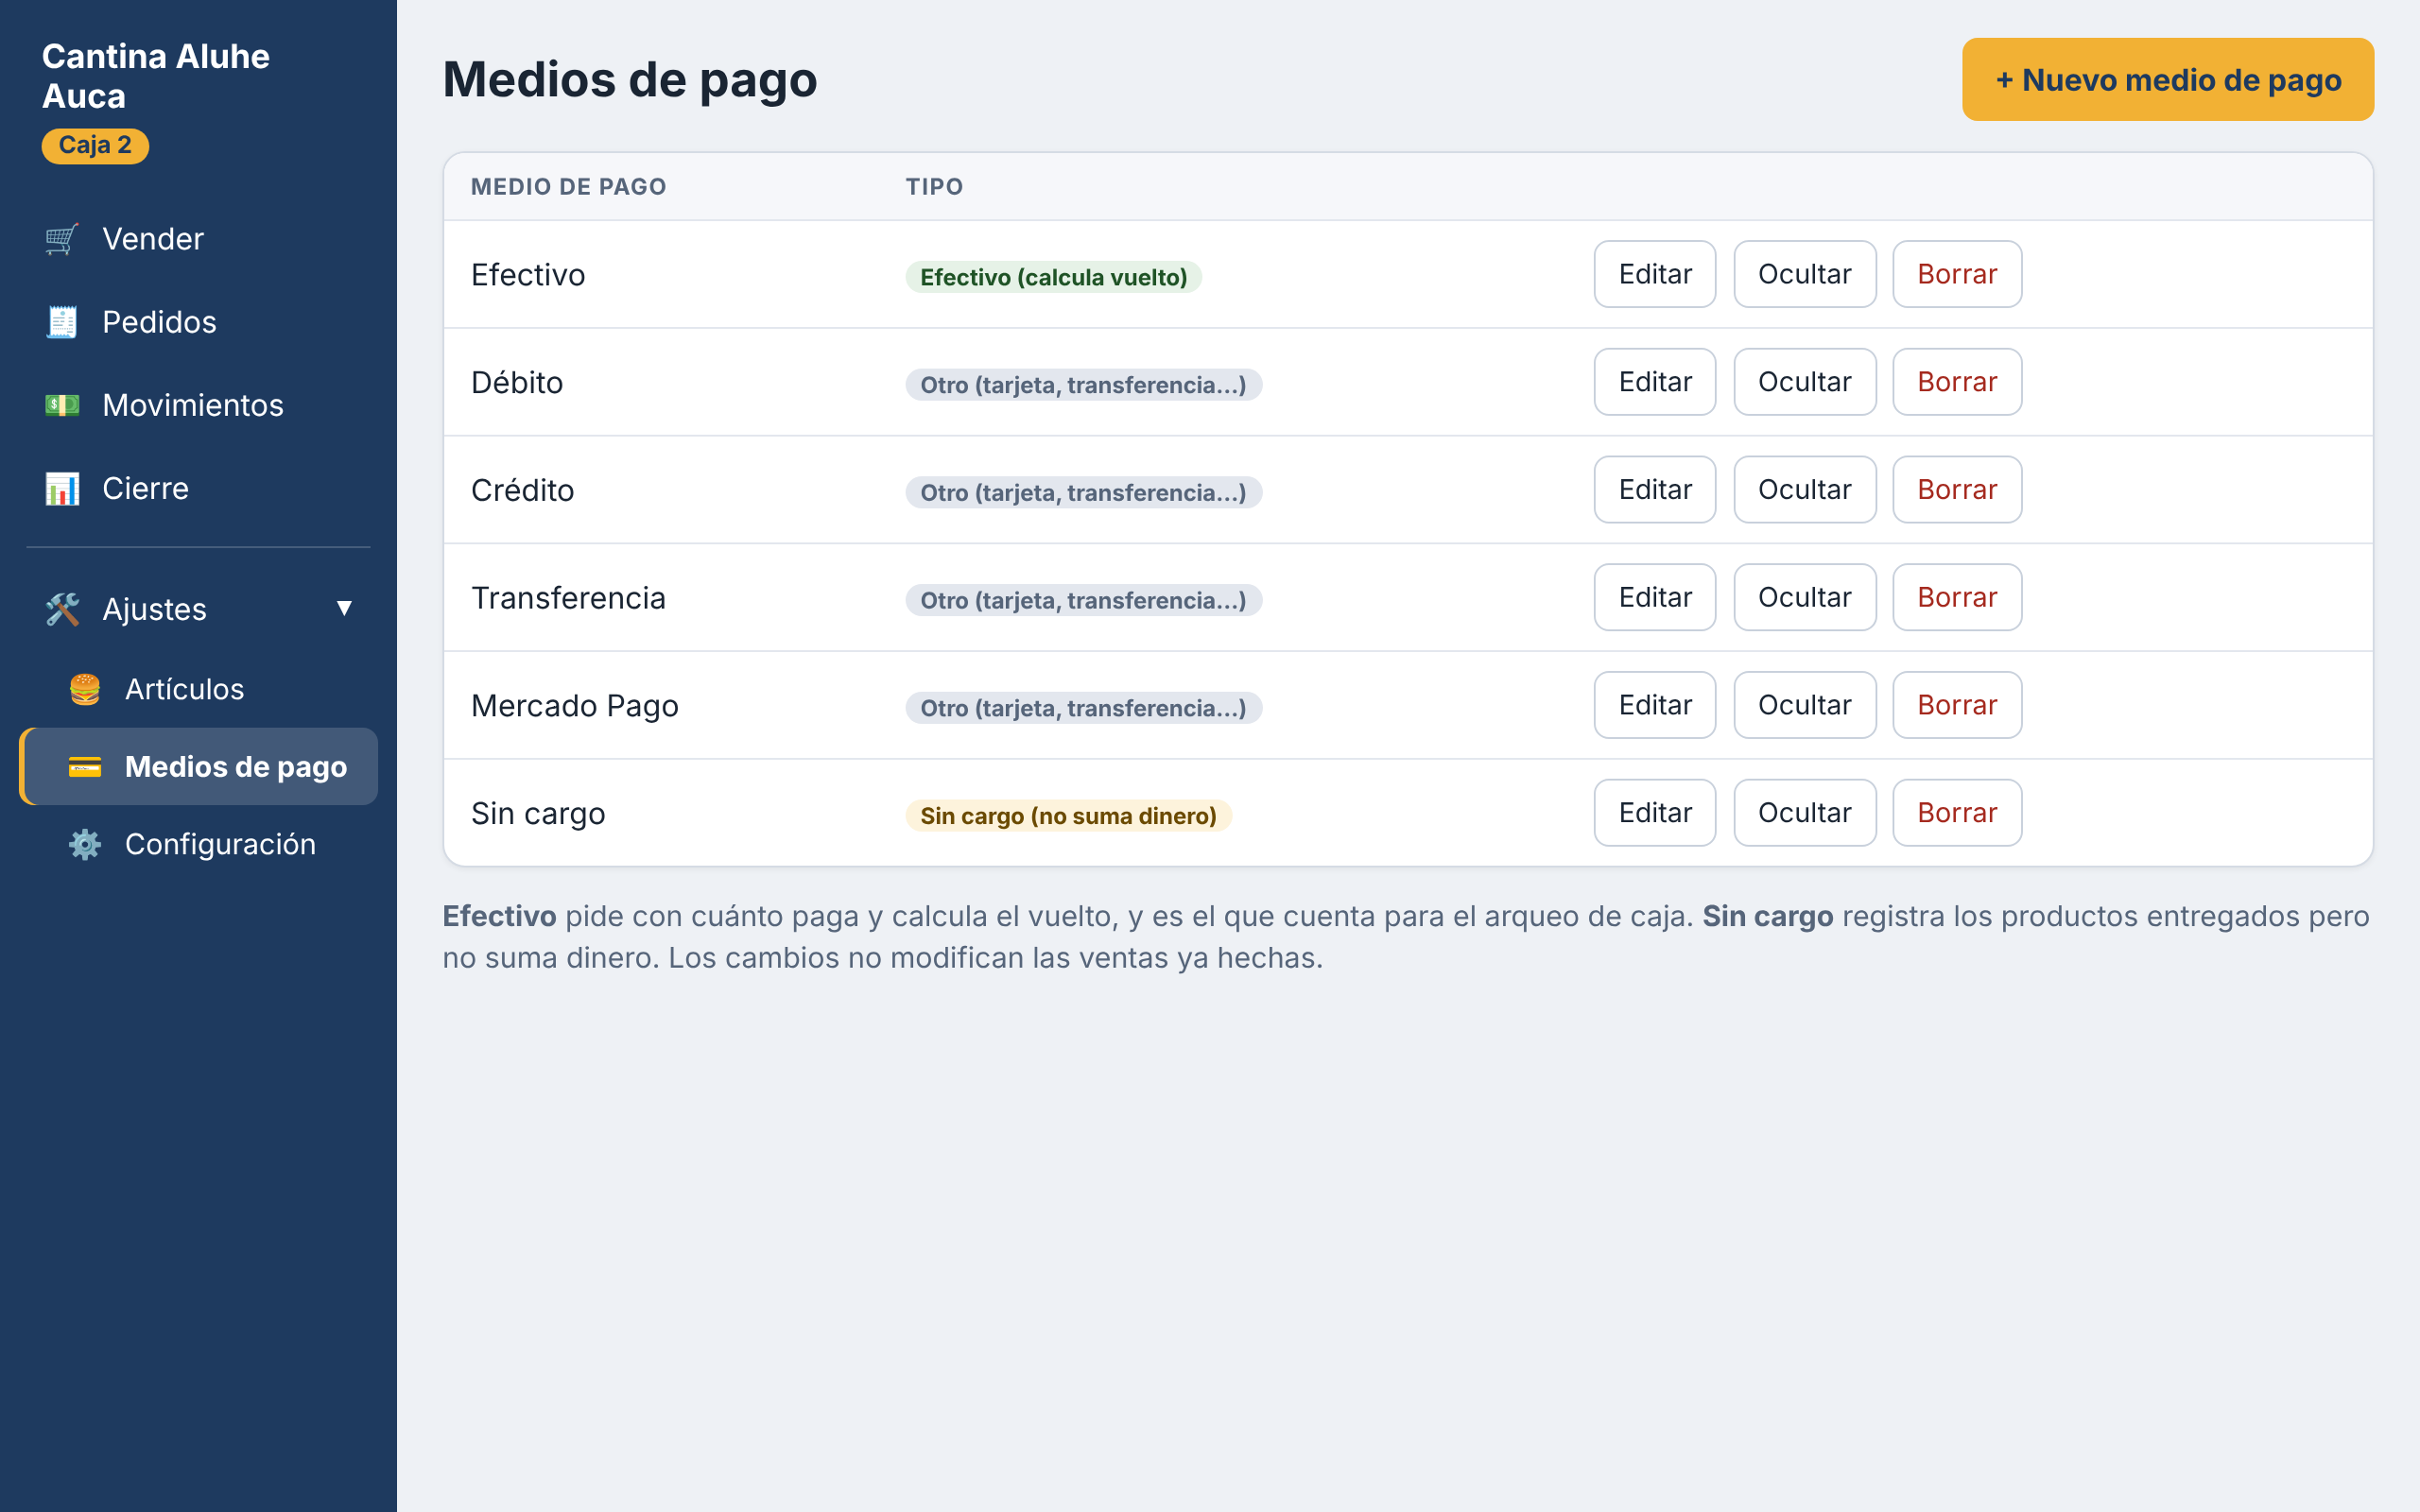 Cantina Aluhe
Auca
Caja 2
Vender
Pedidos
Movimientos
Cierre
Ajustes ▼
Artículos
Medios de pago
Configuración
Medios de pago
+ Nuevo medio de pago
MEDIO DE PAGO TIPO
Efectivo Efectivo (calcula vuelto) Editar Ocultar Borrar
Débito Otro (tarjeta, transferencia...) Editar Ocultar Borrar
Crédito Otro (tarjeta, transferencia...) Editar Ocultar Borrar
Transferencia Otro (tarjeta, transferencia...) Editar Ocultar Borrar
Mercado Pago Otro (tarjeta, transferencia...) Editar Ocultar Borrar
Sin cargo Sin cargo (no suma dinero) Editar Ocultar Borrar
Efectivo pide con cuánto paga y calcula el vuelto, y es el que cuenta para el arqueo de caja. Sin cargo registra los productos entregados pero
no suma dinero. Los cambios no modifican las ventas ya hechas.